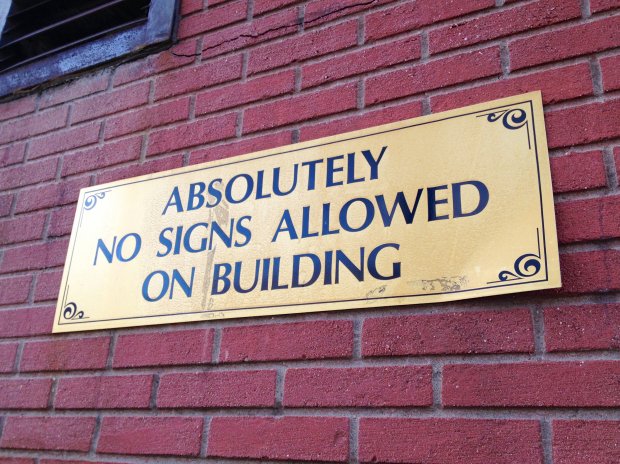 ABSOLUTELY
NO SIGNS ALLOWED
ON BUILDING